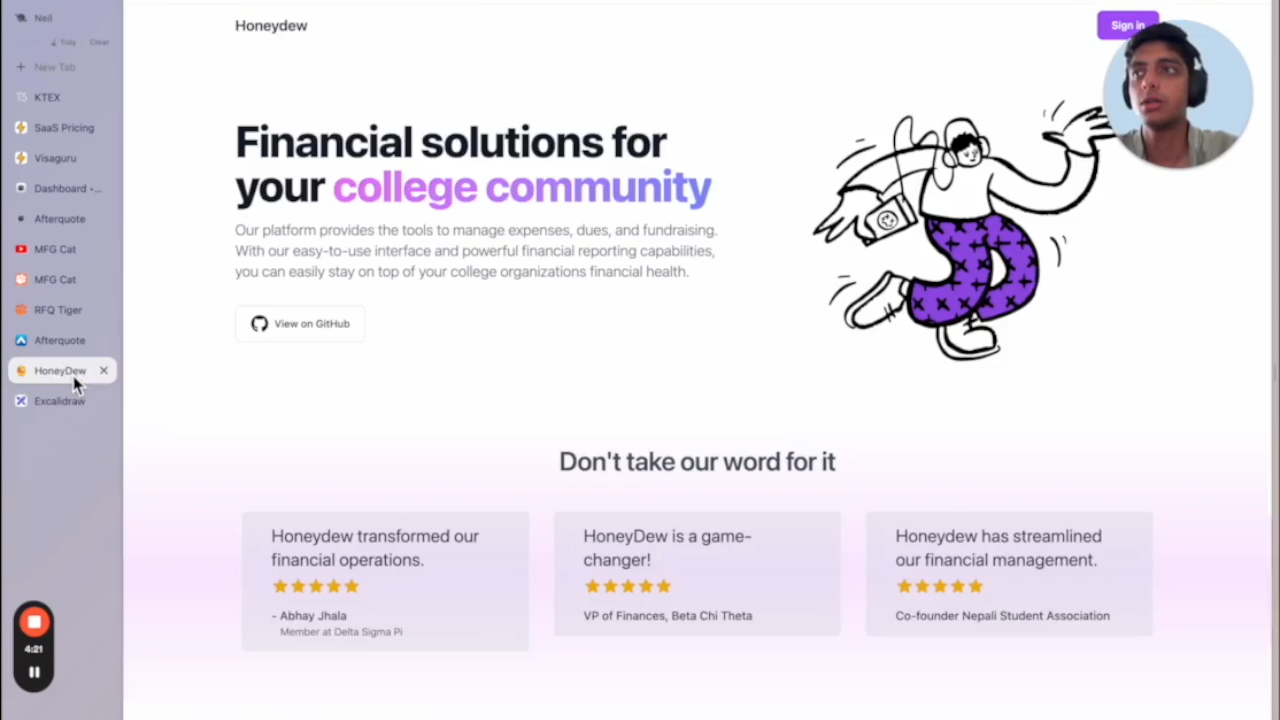 Neil
Tidy
Clear
New Tab
KTEX
SaaS Pricing
Visaguru
Dashboard •...
Afterquote
MFG Cat
MFG Cat
RFQ Tiger
Afterquote
HoneyDew
Excalidraw
4:21
Honeydew
Sign in
Financial solutions for
your college community
Our platform provides the tools to manage expenses, dues, and fundraising.
With our easy-to-use interface and powerful financial reporting capabilities,
you can easily stay on top of your college organizations financial health.
View on GitHub
Don't take our word for it
Honeydew transformed our
financial operations.
- Abhay Jhala
Member at Delta Sigma Pi
HoneyDew is a game-
changer!
VP of Finances, Beta Chi Theta
Honeydew has streamlined
our financial management.
Co-founder Nepali Student Association